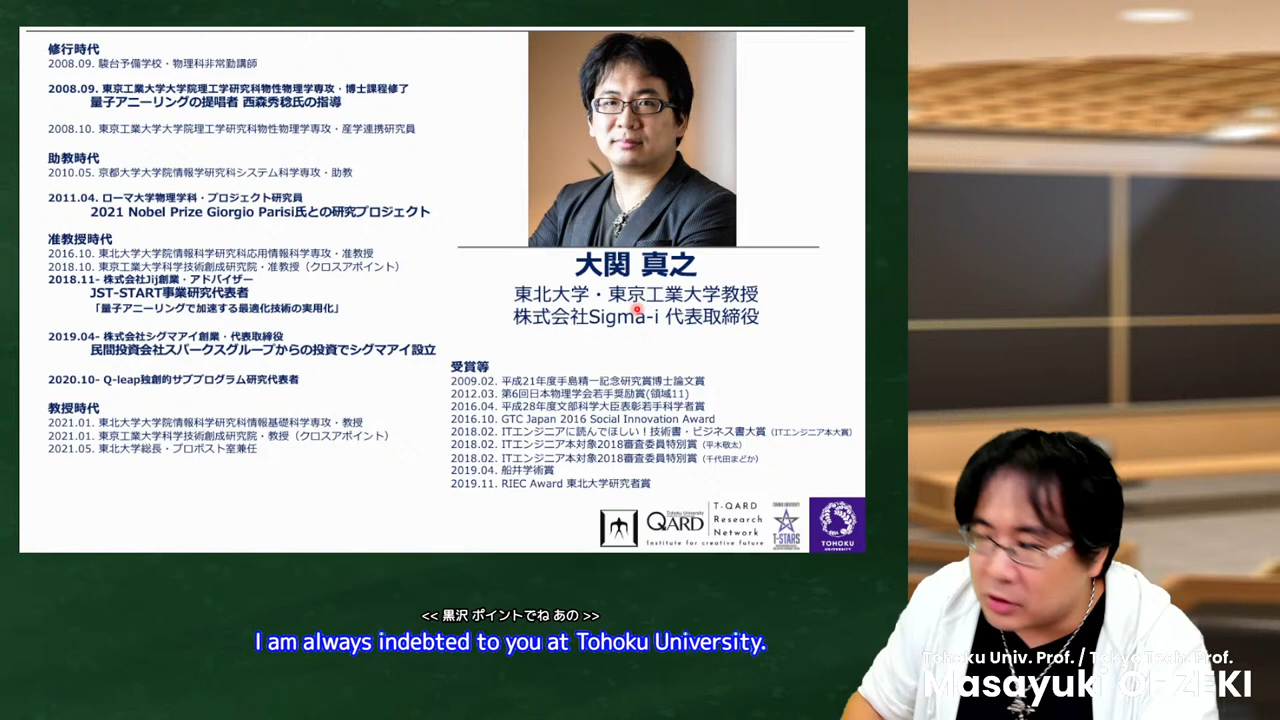 修行時代
2008.09. 駿台予備学校・物理科非常勤講師
2008.09. 東京工業大学大学院理工学研究科物性物理学専攻・博士課程修了
量子アニーリングの提唱者 西森秀稔氏の指導
2008.10. 東京工業大学大学院理工学研究科物性物理学専攻・産学連携研究員
助教時代
2010.05. 京都大学大学院情報学研究科システム科学専攻・助教
2011.04. ローマ大学物理学科・プロジェクト研究員
2021 Nobel Prize Giorgio Parisi氏との研究プロジェクト
准教授時代
2016.10. 東北大学大学院情報科学研究科応用情報科学専攻・准教授
2018.10. 東京工業大学科学技術創成研究院・准教授（クロスアポイント）
2018.11- 株式会社Jij創業・アドバイザー
JST-START事業研究代表者
「量子アニーリングで加速する最適化技術の実用化」
2019.04- 株式会社シグマアイ創業・代表取締役
民間投資会社スパークスグループからの投資でシグマアイ設立
2020.10- Q-leap独創的サブプログラム研究代表者
教授時代
2021.01. 東北大学大学院情報科学研究科情報基礎科学専攻・教授
2021.01. 東京工業大学科学技術創成研究院・教授（クロスアポイント）
2021.05. 東北大学総長・プロボスト室兼任
大関 真之
東北大学・東京工業大学教授
株式会社Sigma-i 代表取締役
受賞等
2009.02. 平成21年度手島精一記念研究賞博士論文賞
2012.03. 第6回日本物理学会若手奨励賞(領域11)
2016.04. 平成28年度文部科学大臣表彰若手科学者賞
2016.10. GTC Japan 2016 Social Innovation Award
2018.02. ITエンジニアに読んでほしい！技術書・ビジネス書大賞（ITエンジニア本大賞）
2018.02. ITエンジニア本対象2018審査委員特別賞（平木敬太）
2018.02. ITエンジニア本対象2018審査委員特別賞（千代田まどか）
2019.04. 船井学術賞
2019.11. RIEC Award 東北大学研究者賞
Tohoku University
QARD
T-QARD
Research
Network
Institute for creative future
T-STARS
TOHOKU
UNIVERSITY
<< 黒沢 ポイントでね あの >>
I am always indebted to you at Tohoku University.
Tohoku Univ. Prof. / Tokyo Tech. Prof.
Masayuki OHZEKI